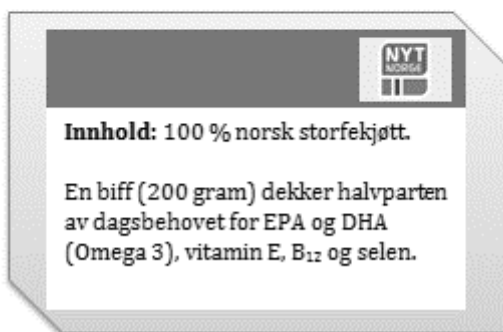 NYT
NORGE
Innhold: 100 % norsk storfekjøtt.
En biff (200 gram) dekker halvparten
av dagsbehovet for EPA og DHA
(Omega 3), vitamin E, B₁₂ og selen.